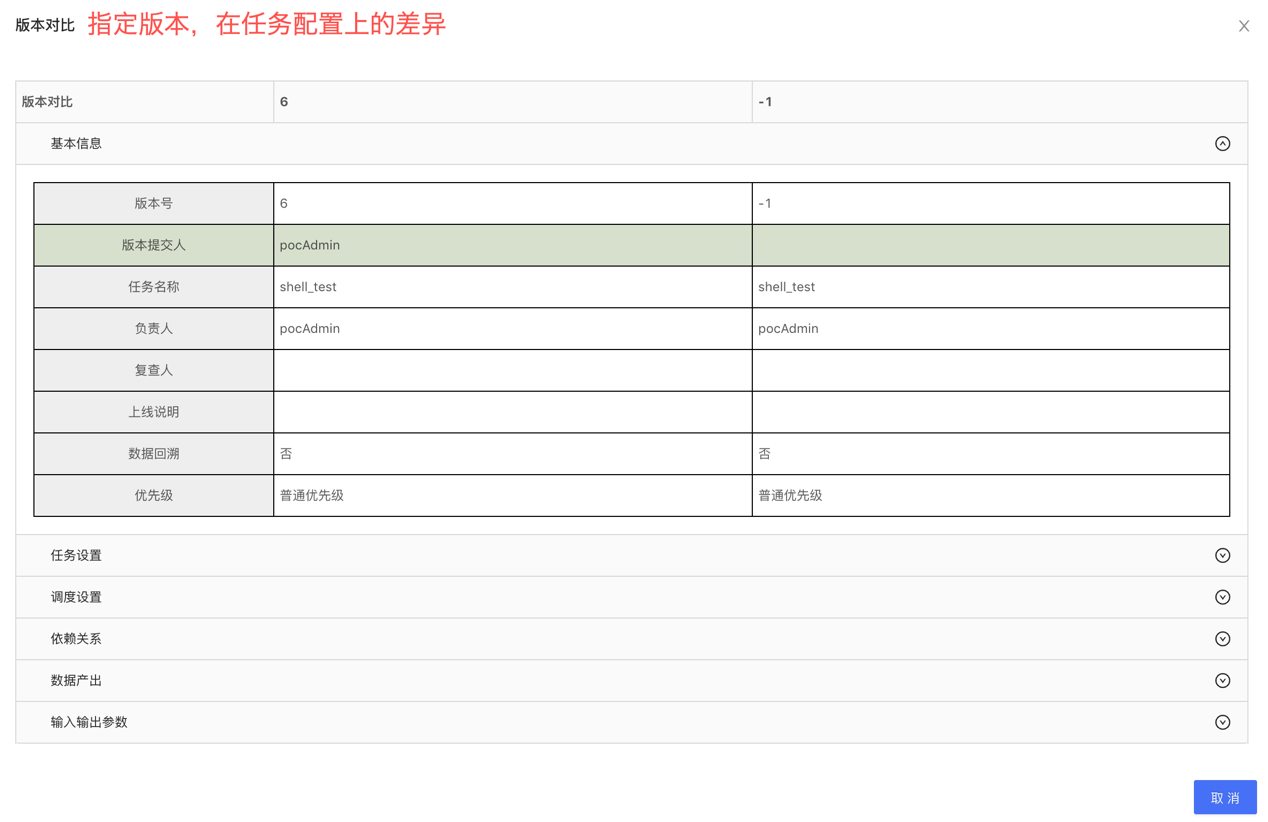 版本对比 指定版本，在任务配置上的差异
版本对比 6 -1
基本信息
版本号 6 -1
版本提交人 pocAdmin
任务名称 shell_test shell_test
负责人 pocAdmin pocAdmin
复查人
上线说明
数据回溯 否 否
优先级 普通优先级 普通优先级
任务设置
调度设置
依赖关系
数据产出
输入输出参数
取 消